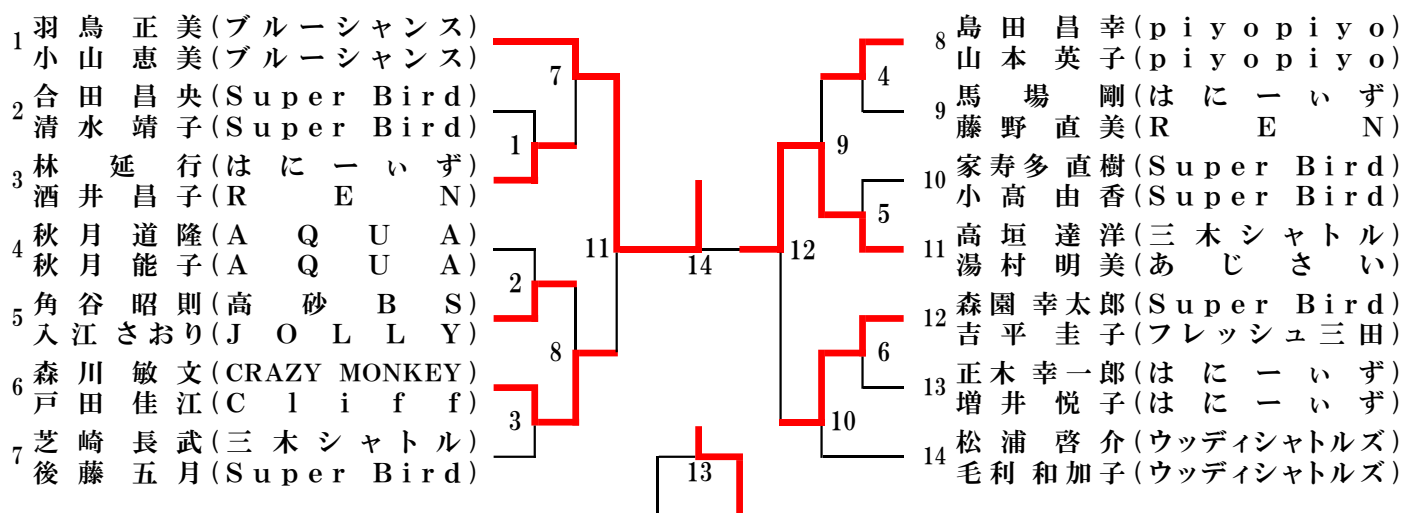 1 羽鳥正美(ブルーシャンス)
小山恵美(ブルーシャンス)
2 合田昌央(Super Bird)
清水靖子(Super Bird)
3 林延行(はにーぃず)
酒井昌子(REN)
4 秋月道隆(AQUA)
秋月能子(AQUA)
5 角谷昭則(高砂BS)
入江さおり(JOLLY)
6 森川敏文(CRAZY MONKEY)
戸田佳江(Cliff)
7 芝崎長武(三木シャトル)
後藤五月(Super Bird)
7
1
2
8
3
11
14
13
12
9
4
5
6
10
8 島田昌幸(piyopiyo)
山本英子(piyopiyo)
9 馬場剛(はにーぃず)
藤野直美(REN)
10 家寿多直樹(Super Bird)
小髙由香(Super Bird)
11 高垣達洋(三木シャトル)
湯村明美(あじさい)
12 森園幸太郎(Super Bird)
吉平圭子(フレッシュ三田)
13 正木幸一郎(はにーぃず)
増井悦子(はにーぃず)
14 松浦啓介(ウッディシャトルズ)
毛利和加子(ウッディシャトルズ)